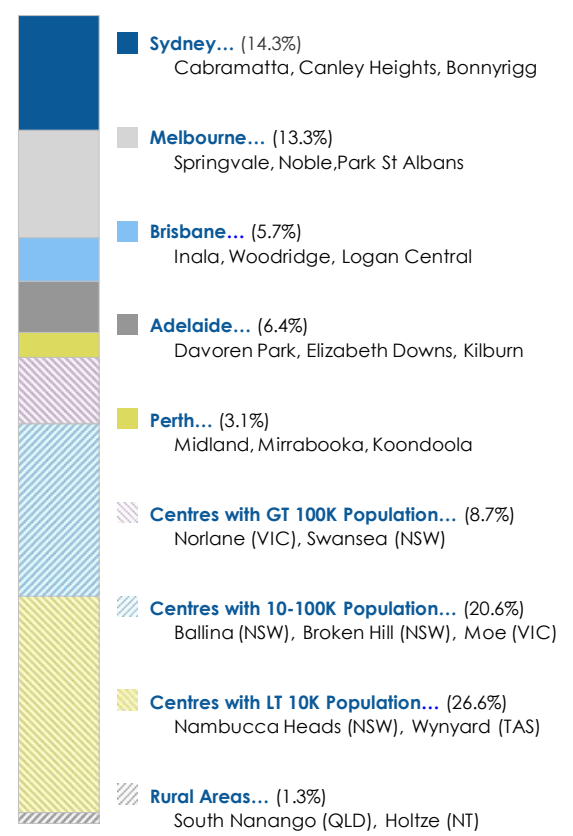 Sydney… (14.3%)
Cabramatta, Canley Heights, Bonnyrigg
Melbourne… (13.3%)
Springvale, Noble,Park St Albans
Brisbane… (5.7%)
Inala, Woodridge, Logan Central
Adelaide… (6.4%)
Davoren Park, Elizabeth Downs, Kilburn
Perth… (3.1%)
Midland, Mirrabooka, Koondoola
Centres with GT 100K Population… (8.7%)
Norlane (VIC), Swansea (NSW)
Centres with 10-100K Population… (20.6%)
Ballina (NSW), Broken Hill (NSW), Moe (VIC)
Centres with LT 10K Population… (26.6%)
Nambucca Heads (NSW), Wynyard (TAS)
Rural Areas… (1.3%)
South Nanango (QLD), Holtze (NT)